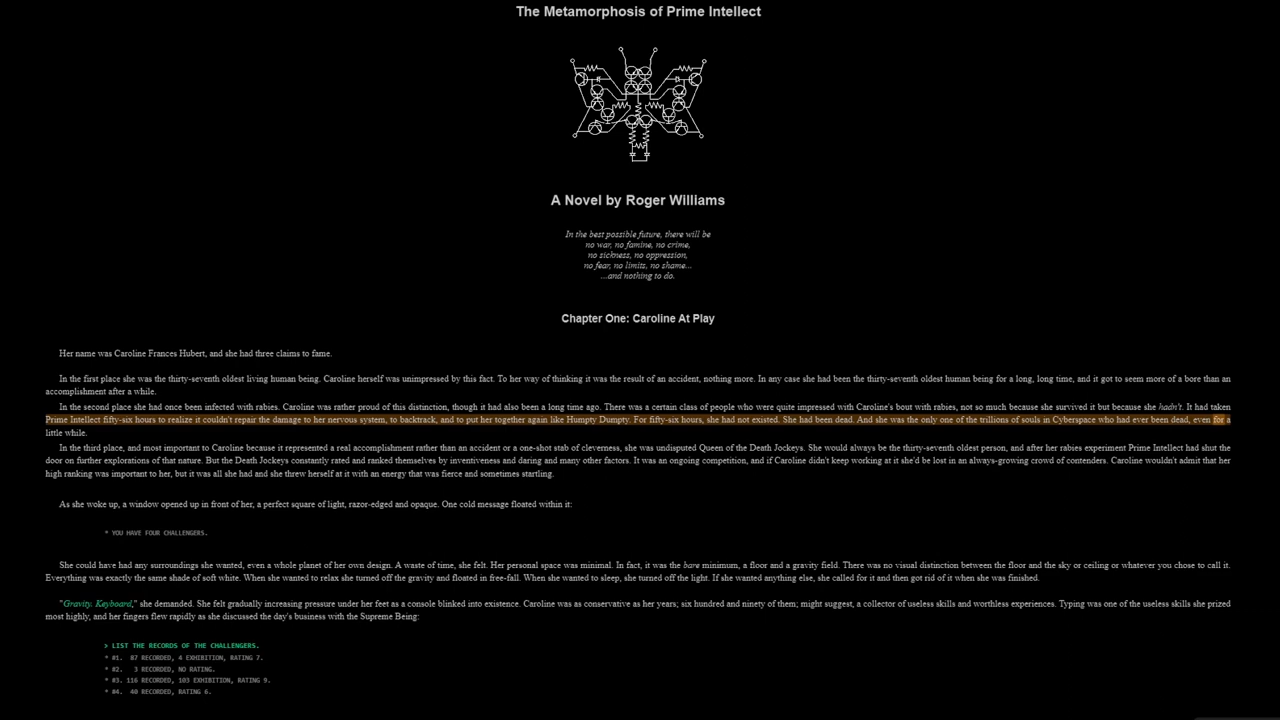 The Metamorphosis of Prime Intellect
A Novel by Roger Williams
In the best possible future, there will be
no war, no famine, no crime,
no sickness, no oppression,
no fear, no limits, no shame...
...and nothing to do.
Chapter One: Caroline At Play
Her name was Caroline Frances Hubert, and she had three claims to fame.
In the first place she was the thirty-seventh oldest living human being. Caroline herself was unimpressed by this fact. To her way of thinking it was the result of an accident, nothing more. In any case she had been the thirty-seventh oldest human being for a long, long time, and it got to seem more of a bore than an
accomplishment after a while.
In the second place she had once been infected with rabies. Caroline was rather proud of this distinction, though it had also been a long time ago. There was a certain class of people who were quite impressed with Caroline's bout with rabies, not so much because she survived it but because she hadn't. It had taken
Prime Intellect fifty-six hours to realize it couldn't repair the damage to her nervous system, to backtrack, and to put her together again like Humpty Dumpty. For fifty-six hours, she had not existed. She had been dead. And she was the only one of the trillions of souls in Cyberspace who had ever been dead, even for a
little while.
In the third place, and most important to Caroline because it represented a real accomplishment rather than an accident or a one-shot stab of cleverness, she was undisputed Queen of the Death Jockeys. She would always be the thirty-seventh oldest person, and after her rabies experiment Prime Intellect had shut the
door on further explorations of that nature. But the Death Jockeys constantly rated and ranked themselves by inventiveness and daring and many other factors. It was an ongoing competition, and if Caroline didn't keep working at it she'd be lost in an always-growing crowd of contenders. Caroline wouldn't admit that her
high ranking was important to her, but it was all she had and she threw herself at it with an energy that was fierce and sometimes startling.
As she woke up, a window opened up in front of her, a perfect square of light, razor-edged and opaque. One cold message floated within it:
* YOU HAVE FOUR CHALLENGERS.
She could have had any surroundings she wanted, even a whole planet of her own design. A waste of time, she felt. Her personal space was minimal. In fact, it was the bare minimum, a floor and a gravity field. There was no visual distinction between the floor and the sky or ceiling or whatever you chose to call it.
Everything was exactly the same shade of soft white. When she wanted to relax she turned off the gravity and floated in free-fall. When she wanted to sleep, she turned off the light. If she wanted anything else, she called for it and then got rid of it when she was finished.
"Gravity. Keyboard," she demanded. She felt gradually increasing pressure under her feet as a console blinked into existence. Caroline was as conservative as her years; six hundred and ninety of them; might suggest, a collector of useless skills and worthless experiences. Typing was one of the useless skills she prized
most highly, and her fingers flew rapidly as she discussed the day's business with the Supreme Being:
> LIST THE RECORDS OF THE CHALLENGERS.
* #1. 87 RECORDED, 4 EXHIBITION, RATING 7.
* #2. 3 RECORDED, NO RATING.
* #3. 116 RECORDED, 103 EXHIBITION, RATING 9.
* #4. 40 RECORDED, RATING 6.